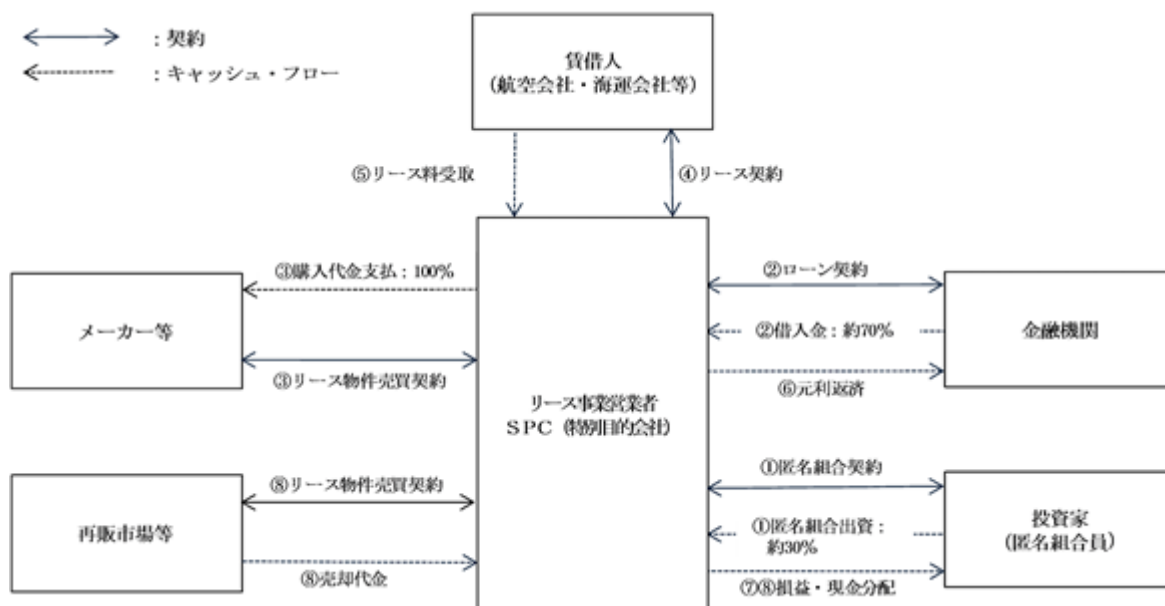 ：契約
：キャッシュ・フロー
賃借人
（航空会社・海運会社等）
⑤リース料受取
④リース契約
③購入代金支払：100%
②ローン契約
メーカー等
②借入金：約70%
金融機関
③リース物件売買契約
⑥元利返済
リース事業営業者
ＳＰＣ（特別目的会社）
①匿名組合契約
⑧リース物件売買契約
再販市場等
①匿名組合出資：
約30%
投資家
（匿名組合員）
⑧売却代金
⑦⑧損益・現金分配